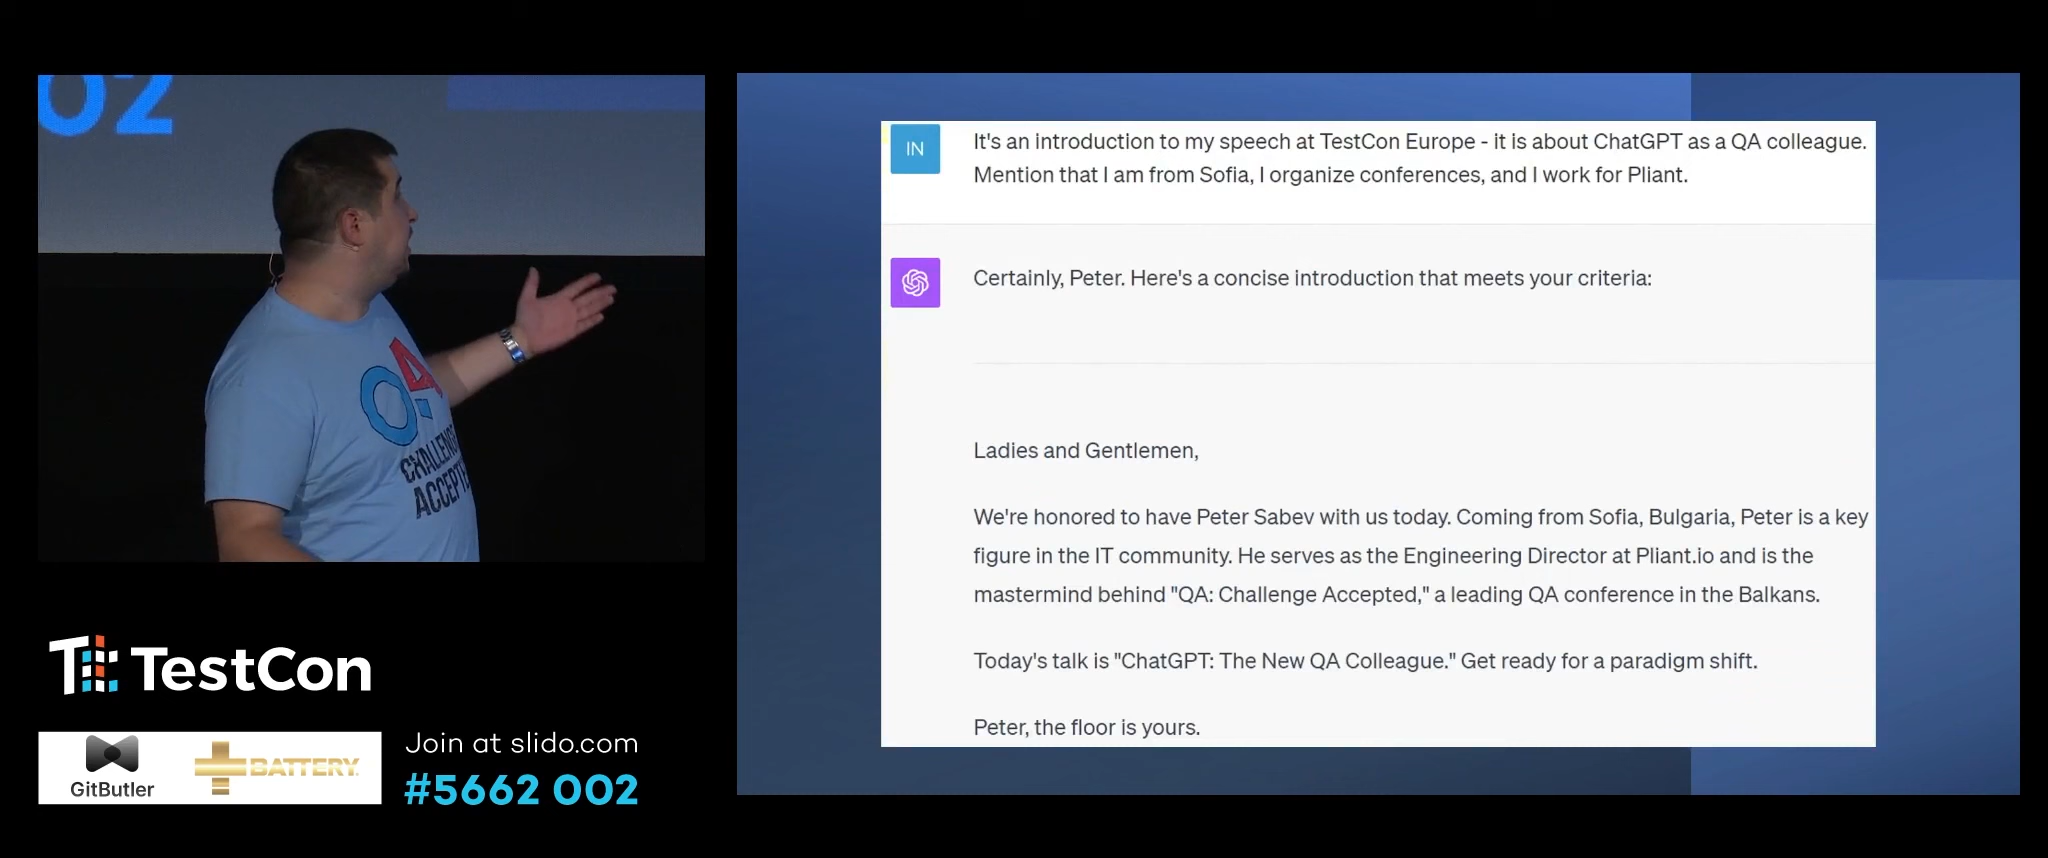 02
QA
CHALLENGE
ACCEPTED
TestCon
GitButler
BATTERY
Join at slido.com
#5662 002
IN
It's an introduction to my speech at TestCon Europe - it is about ChatGPT as a QA colleague.
Mention that I am from Sofia, I organize conferences, and I work for Pliant.
Certainly, Peter. Here's a concise introduction that meets your criteria:
Ladies and Gentlemen,
We're honored to have Peter Sabev with us today. Coming from Sofia, Bulgaria, Peter is a key
figure in the IT community. He serves as the Engineering Director at Pliant.io and is the
mastermind behind "QA: Challenge Accepted," a leading QA conference in the Balkans.
Today's talk is "ChatGPT: The New QA Colleague." Get ready for a paradigm shift.
Peter, the floor is yours.